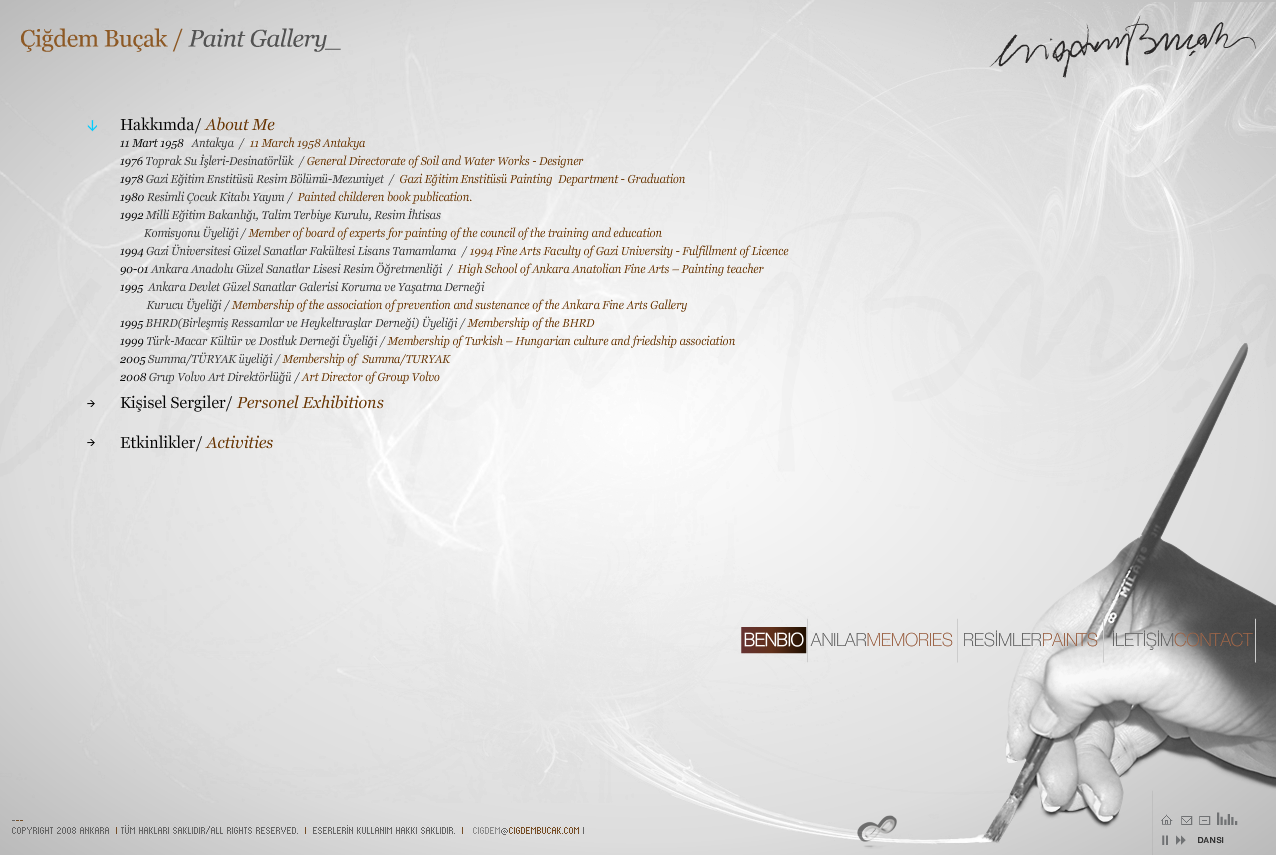 Çiğdem Buçak / Paint Gallery_
Çiğdem Buçak
Hakkımda/ About Me
11 Mart 1958 Antakya / 11 March 1958 Antakya
1976 Toprak Su İşleri-Desinatörlük / General Directorate of Soil and Water Works - Designer
1978 Gazi Eğitim Enstitüsü Resim Bölümü-Mezuniyet / Gazi Eğitim Enstitüsü Painting Department - Graduation
1980 Resimli Çocuk Kitabı Yayım / Painted childeren book publication.
1992 Milli Eğitim Bakanlığı, Talim Terbiye Kurulu, Resim İhtisas
Komisyonu Üyeliği / Member of board of experts for painting of the council of the training and education
1994 Gazi Üniversitesi Güzel Sanatlar Fakültesi Lisans Tamamlama / 1994 Fine Arts Faculty of Gazi University - Fulfillment of Licence
90-01 Ankara Anadolu Güzel Sanatlar Lisesi Resim Öğretmenliği / High School of Ankara Anatolian Fine Arts – Painting teacher
1995 Ankara Devlet Güzel Sanatlar Galerisi Koruma ve Yaşatma Derneği
Kurucu Üyeliği / Membership of the association of prevention and sustenance of the Ankara Fine Arts Gallery
1995 BHRD(Birleşmiş Ressamlar ve Heykeltıraşlar Derneği) Üyeliği / Membership of the BHRD
1999 Türk-Macar Kültür ve Dostluk Derneği Üyeliği / Membership of Turkish – Hungarian culture and friedship association
2005 Summa/TÜRYAK üyeliği / Membership of Summa/TURYAK
2008 Grup Volvo Art Direktörlüğü / Art Director of Group Volvo
Kişisel Sergiler/ Personel Exhibitions
Etkinlikler/ Activities
MILAN 8
BENBIO ANILARMEMORIES RESİMLERPAINTS İLETİŞİMCONTACT
COPYRIGHT 2008 ANKARA | TÜM HAKLARI SAKLIDIR/ALL RIGHTS RESERVED. | ESERLERİN KULLANIM HAKKI SAKLIDIR. | CIGDEM@CIGDEMBUCAK.COM |
DANSI